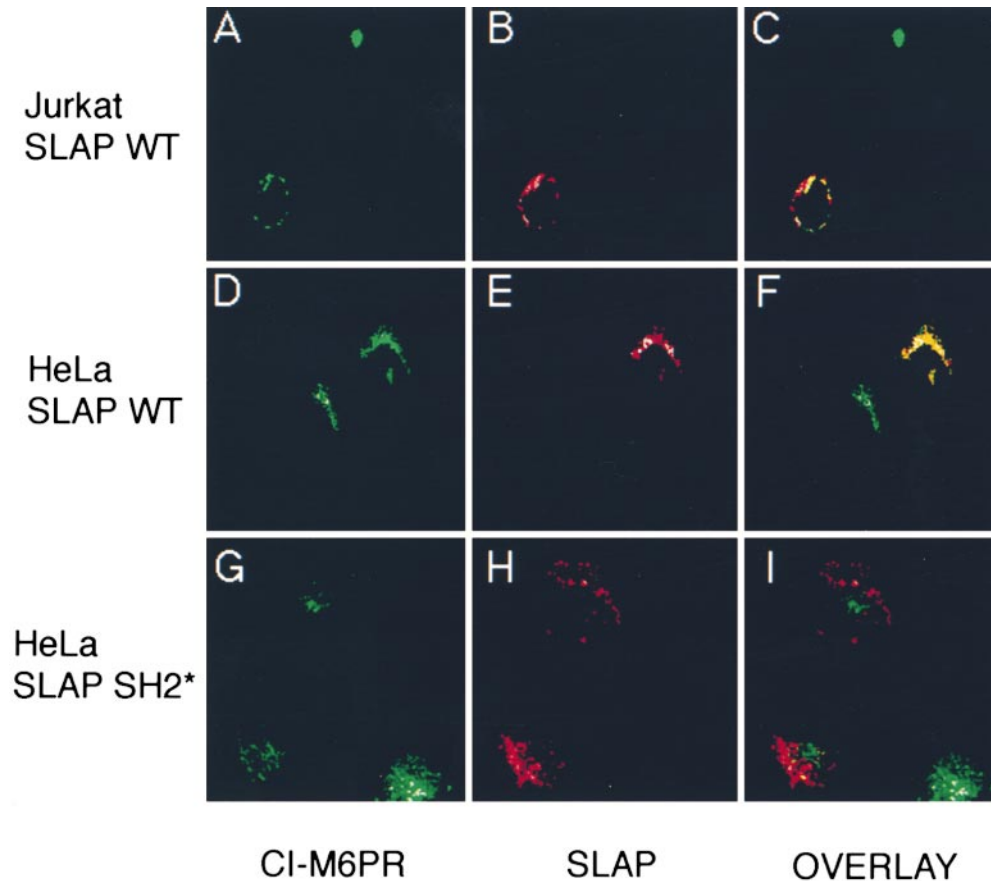 A
B
C
Jurkat
SLAP WT
D
E
F
HeLa
SLAP WT
G
H
I
HeLa
SLAP SH2*
CI-M6PR
SLAP
OVERLAY